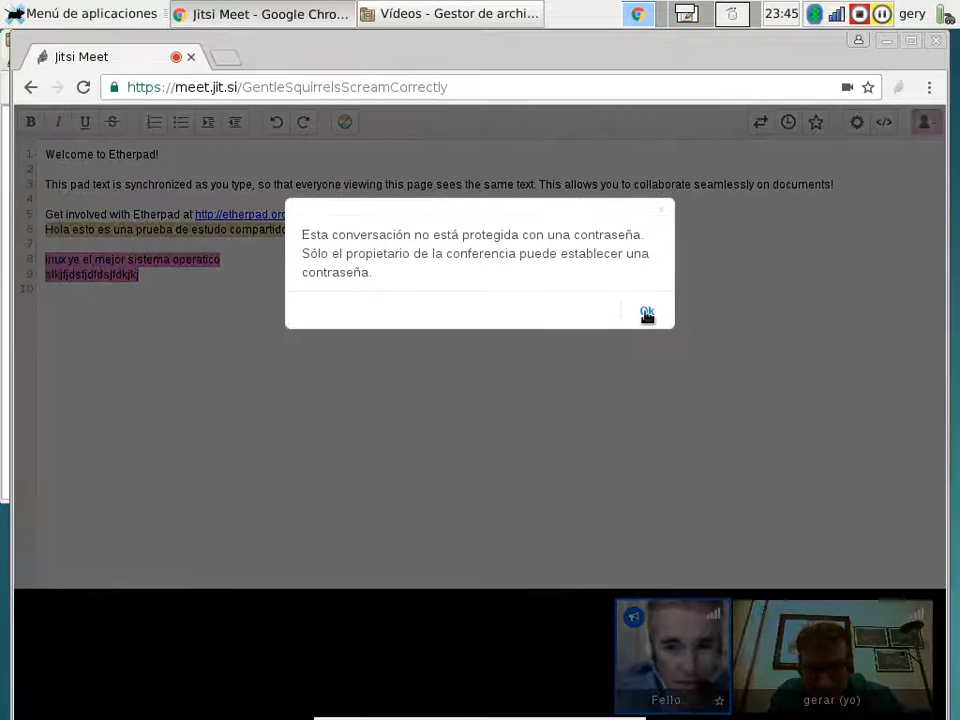 Menú de aplicaciones
Jitsi Meet - Google Chro...
Vídeos - Gestor de archi...
23:45
gery
Jitsi Meet
https://meet.jit.si/GentleSquirrelsScreamCorrectly
B I U S
1 Welcome to Etherpad!
2
3 This pad text is synchronized as you type, so that everyone viewing this page sees the same text. This allows you to collaborate seamlessly on documents!
4
5 Get involved with Etherpad at http://etherpad.org
6 Hola esto es una prueba de estudo compartido
7
8 inux ye el mejor sistema operatico
9 slkjfjdsfjdfdsjfdkjkj
10
Esta conversación no está protegida con una contraseña.
Sólo el propietario de la conferencia puede establecer una
contraseña.
Ok
Fello...
gerar (yo)